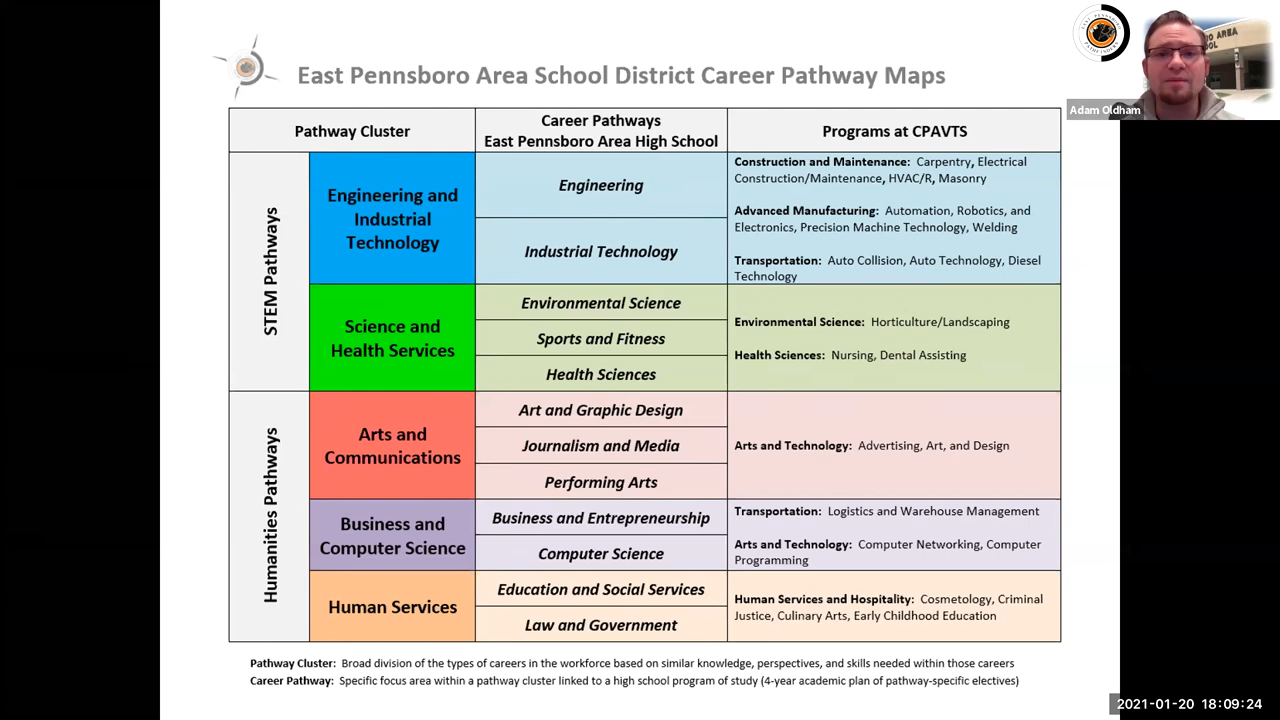 East Pennsboro Area School District Career Pathway Maps
Pathway Cluster
Career Pathways
East Pennsboro Area High School
Programs at CPAVTS
STEM Pathways
Engineering and
Industrial
Technology
Engineering
Industrial Technology
Construction and Maintenance: Carpentry, Electrical
Construction/Maintenance, HVAC/R, Masonry
Advanced Manufacturing: Automation, Robotics, and
Electronics, Precision Machine Technology, Welding
Transportation: Auto Collision, Auto Technology, Diesel
Technology
Science and
Health Services
Environmental Science
Sports and Fitness
Health Sciences
Environmental Science: Horticulture/Landscaping
Health Sciences: Nursing, Dental Assisting
Humanities Pathways
Arts and
Communications
Art and Graphic Design
Journalism and Media
Performing Arts
Arts and Technology: Advertising, Art, and Design
Business and
Computer Science
Business and Entrepreneurship
Computer Science
Transportation: Logistics and Warehouse Management
Arts and Technology: Computer Networking, Computer
Programming
Human Services
Education and Social Services
Law and Government
Human Services and Hospitality: Cosmetology, Criminal
Justice, Culinary Arts, Early Childhood Education
Pathway Cluster: Broad division of the types of careers in the workforce based on similar knowledge, perspectives, and skills needed within those careers
Career Pathway: Specific focus area within a pathway cluster linked to a high school program of study (4-year academic plan of pathway-specific electives)
EAST PENNSBORO
PATHFINDERS
AREA
Adam Oldham
2021-01-20 18:09:24